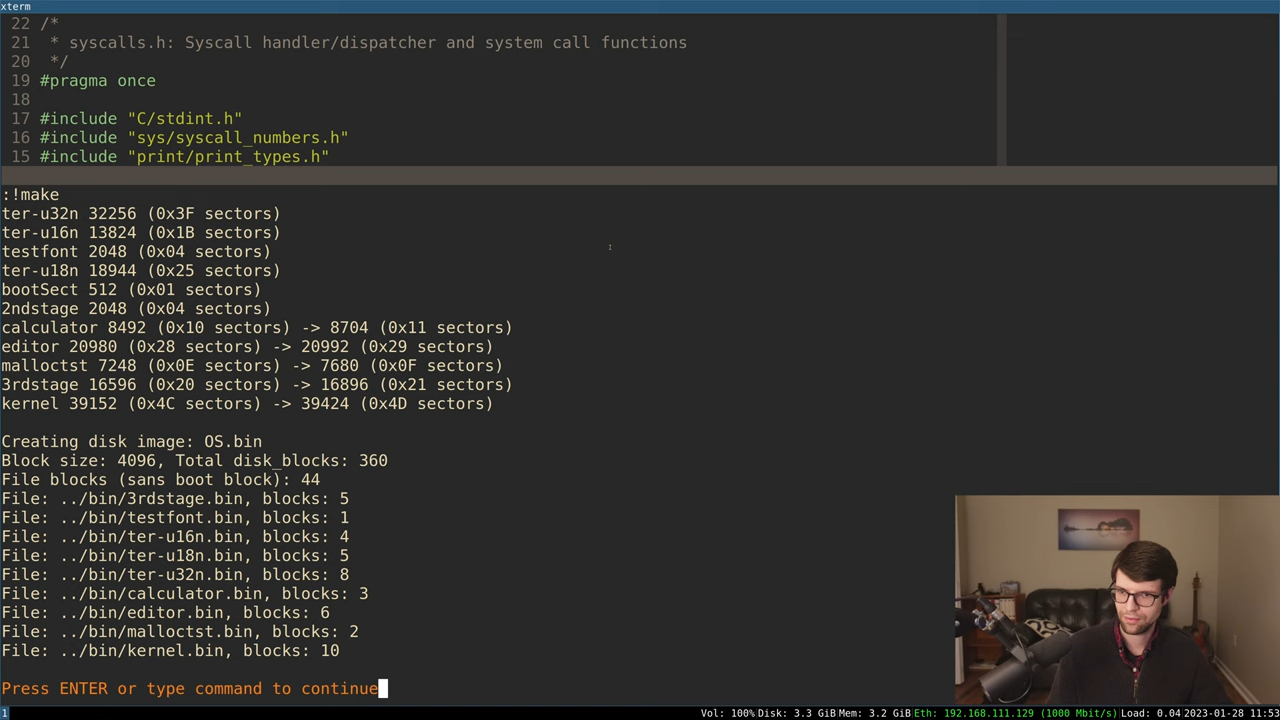 xterm
22 /*
21  * syscalls.h: Syscall handler/dispatcher and system call functions
20  */
19 #pragma once
18
17 #include "C/stdint.h"
16 #include "sys/syscall_numbers.h"
15 #include "print/print_types.h"
:!make
ter-u32n 32256 (0x3F sectors)
ter-u16n 13824 (0x1B sectors)
testfont 2048 (0x04 sectors)
ter-u18n 18944 (0x25 sectors)
bootSect 512 (0x01 sectors)
2ndstage 2048 (0x04 sectors)
calculator 8492 (0x10 sectors) -> 8704 (0x11 sectors)
editor 20980 (0x28 sectors) -> 20992 (0x29 sectors)
malloctst 7248 (0x0E sectors) -> 7680 (0x0F sectors)
3rdstage 16596 (0x20 sectors) -> 16896 (0x21 sectors)
kernel 39152 (0x4C sectors) -> 39424 (0x4D sectors)
Creating disk image: OS.bin
Block size: 4096, Total disk_blocks: 360
File blocks (sans boot block): 44
File: ../bin/3rdstage.bin, blocks: 5
File: ../bin/testfont.bin, blocks: 1
File: ../bin/ter-u16n.bin, blocks: 4
File: ../bin/ter-u18n.bin, blocks: 5
File: ../bin/ter-u32n.bin, blocks: 8
File: ../bin/calculator.bin, blocks: 3
File: ../bin/editor.bin, blocks: 6
File: ../bin/malloctst.bin, blocks: 2
File: ../bin/kernel.bin, blocks: 10
Press ENTER or type command to continue
1 Vol: 100% Disk: 3.3 GiB Mem: 3.2 GiB Eth: 192.168.111.129 (1000 Mbit/s) Load: 0.04 2023-01-28 11:53